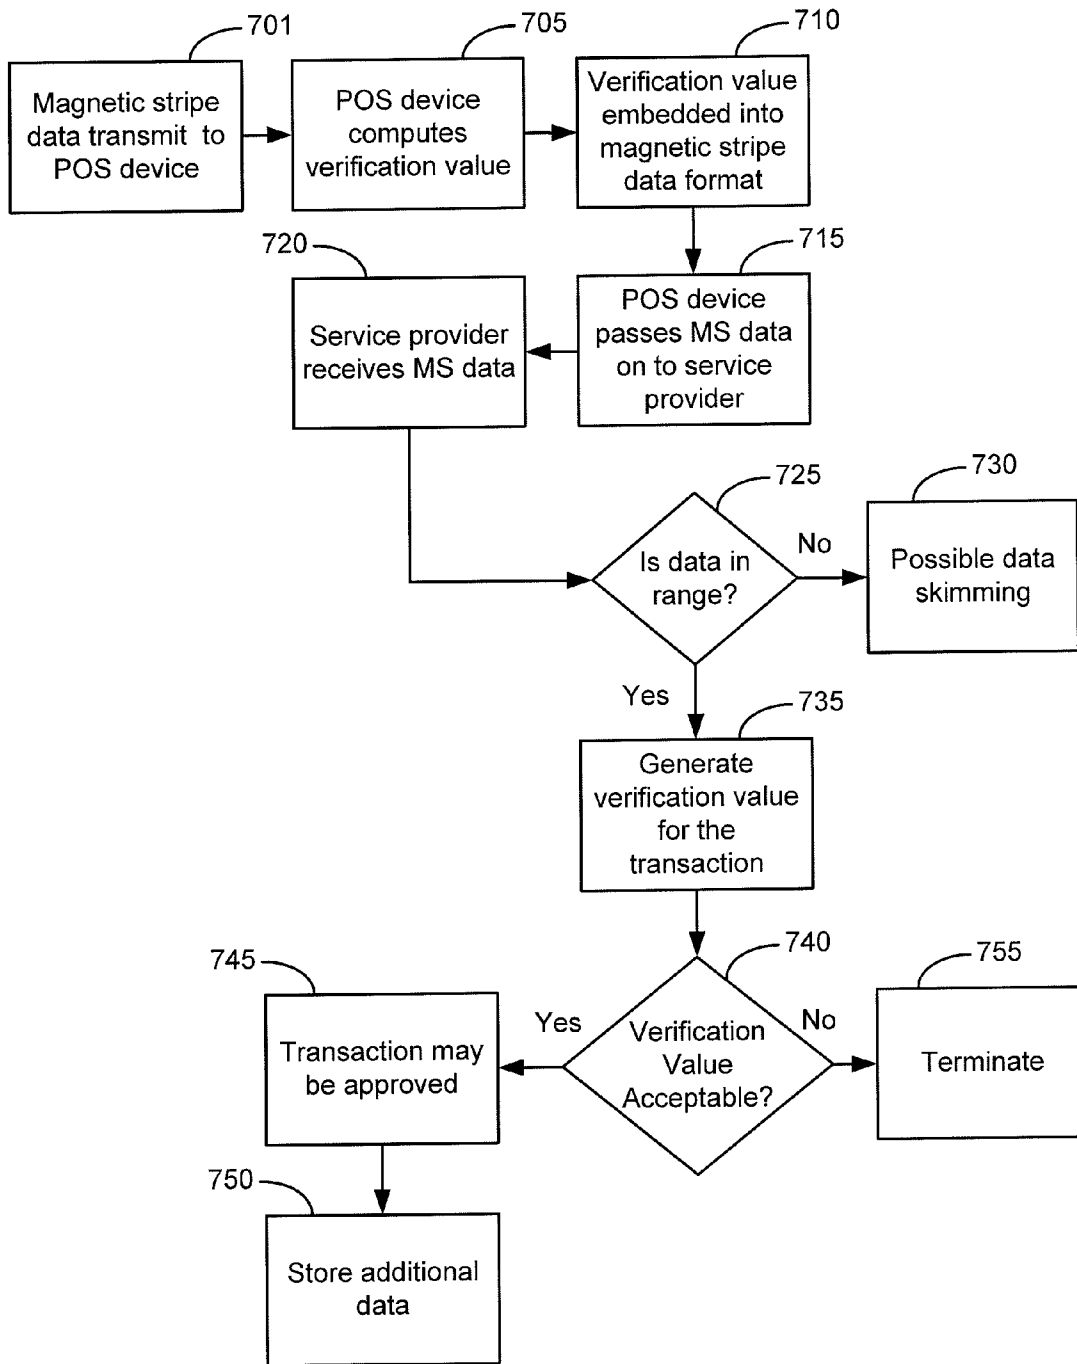 701
Magnetic stripe
data transmit to
POS device
705
POS device
computes
verification value
710
Verification value
embedded into
magnetic stripe
data format
715
POS device
passes MS data
on to service
provider
720
Service provider
receives MS data
725
Is data in
range?
No
730
Possible data
skimming
Yes
735
Generate
verification value
for the
transaction
740
Verification
Value
Acceptable?
Yes
745
Transaction may
be approved
No
755
Terminate
750
Store additional
data